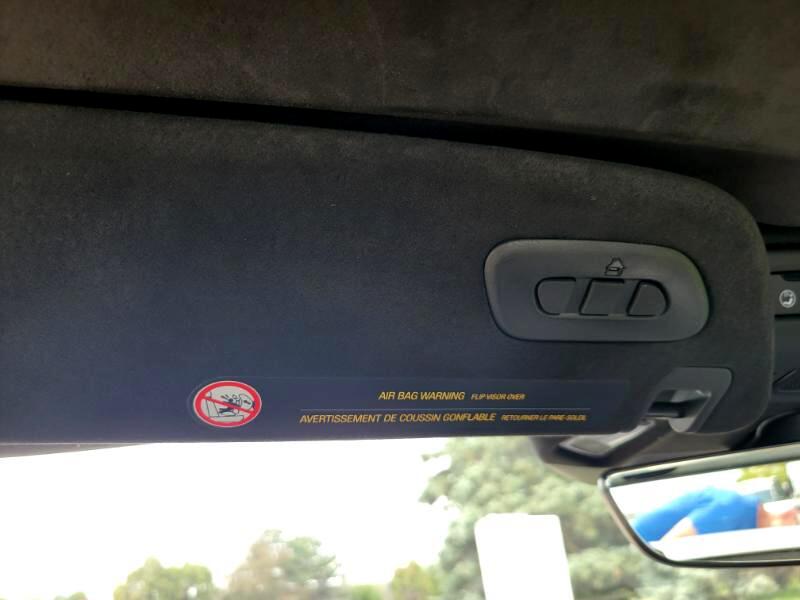 AIR BAG WARNING FLIP VISOR OVER
AVERTISSEMENT DE COUSSIN GONFLABLE RETOURNER LE PARE-SOLEIL